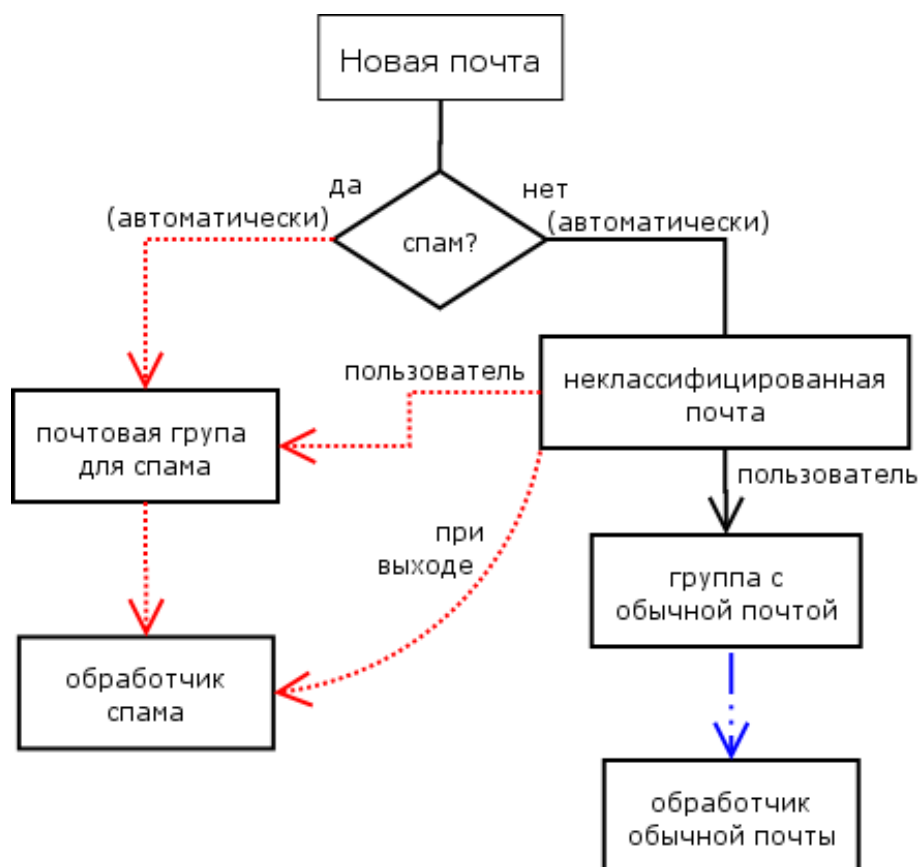 Новая почта
да
(автоматически)
нет
(автоматически)
спам?
неклассифицированная
почта
пользователь
почтовая група
для спама
пользователь
при
выходе
группа с
обычной почтой
обработчик
спама
обработчик
обычной почты